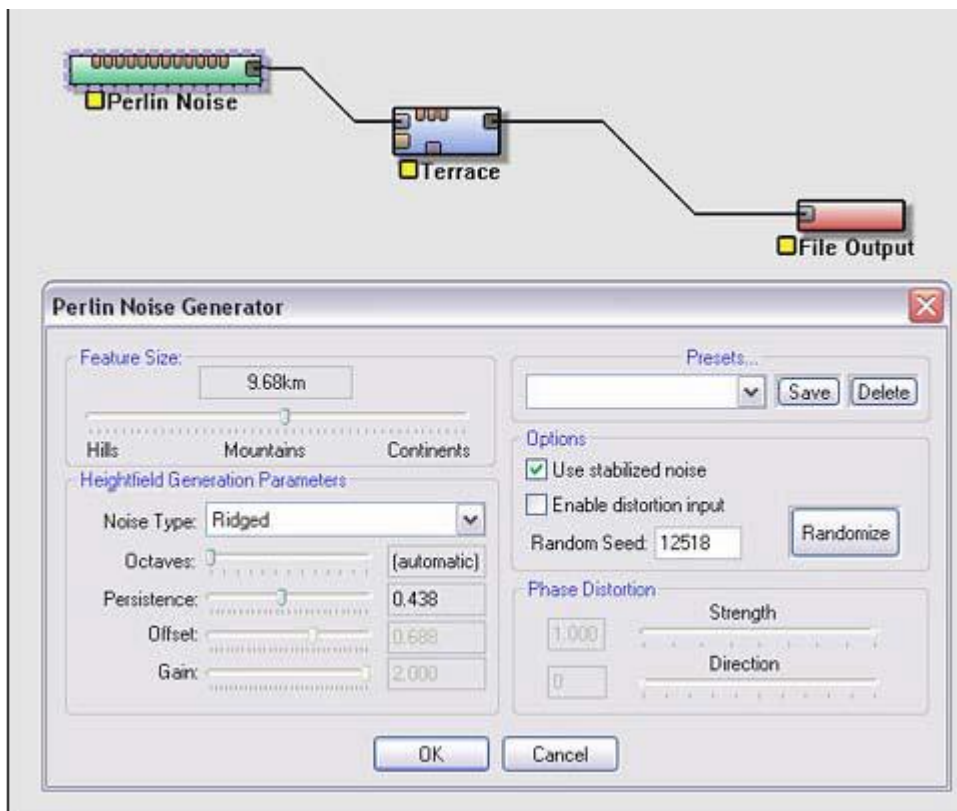 Perlin Noise
Terrace
File Output
Perlin Noise Generator
Feature Size:
9.68km
Hills Mountains Continents
Heightfield Generation Parameters
Noise Type: Ridged
Octaves: (automatic)
Persistence: 0.438
Offset: 0.688
Gain: 2.000
Presets...
Save Delete
Options
Use stabilized noise
Enable distortion input
Random Seed: 12518
Randomize
Phase Distortion
Strength
1.000
Direction
0
OK Cancel